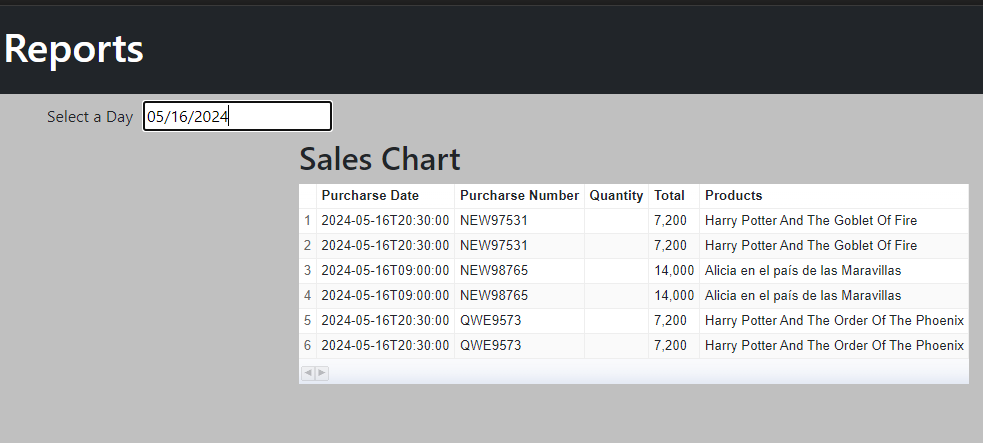 Reports
Select a Day 05/16/2024
Sales Chart
Purcharse Date Purcharse Number Quantity Total Products
1 2024-05-16T20:30:00 NEW97531 7,200 Harry Potter And The Goblet Of Fire
2 2024-05-16T20:30:00 NEW97531 7,200 Harry Potter And The Goblet Of Fire
3 2024-05-16T09:00:00 NEW98765 14,000 Alicia en el país de las Maravillas
4 2024-05-16T09:00:00 NEW98765 14,000 Alicia en el país de las Maravillas
5 2024-05-16T20:30:00 QWE9573 7,200 Harry Potter And The Order Of The Phoenix
6 2024-05-16T20:30:00 QWE9573 7,200 Harry Potter And The Order Of The Phoenix